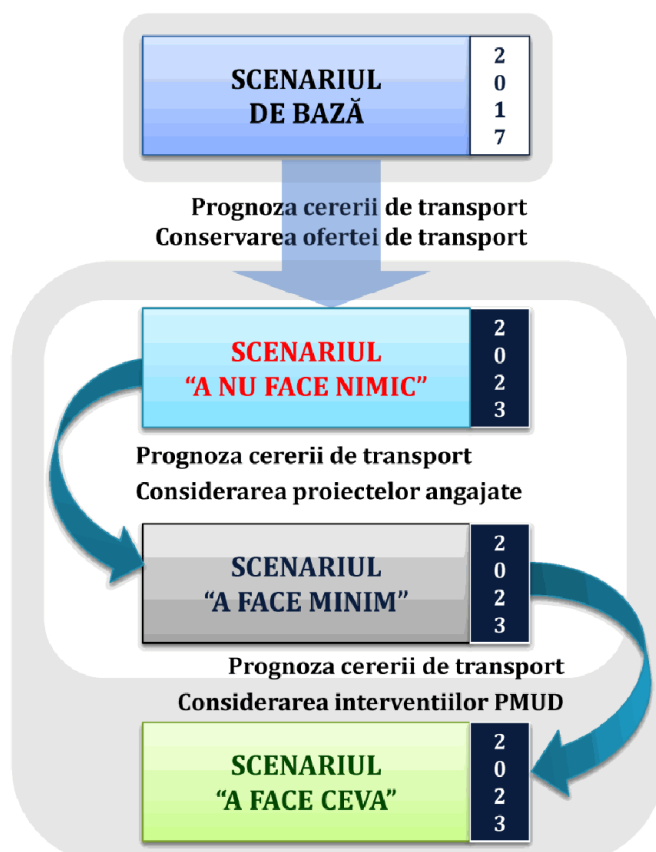 SCENARIUL
DE BAZĂ
2
0
1
7
Prognoza cererii de transport
Conservarea ofertei de transport
SCENARIUL
“A NU FACE NIMIC”
2
0
2
3
Prognoza cererii de transport
Considerarea proiectelor angajate
SCENARIUL
“A FACE MINIM”
2
0
2
3
Prognoza cererii de transport
Considerarea interventiilor PMUD
SCENARIUL
“A FACE CEVA”
2
0
2
3